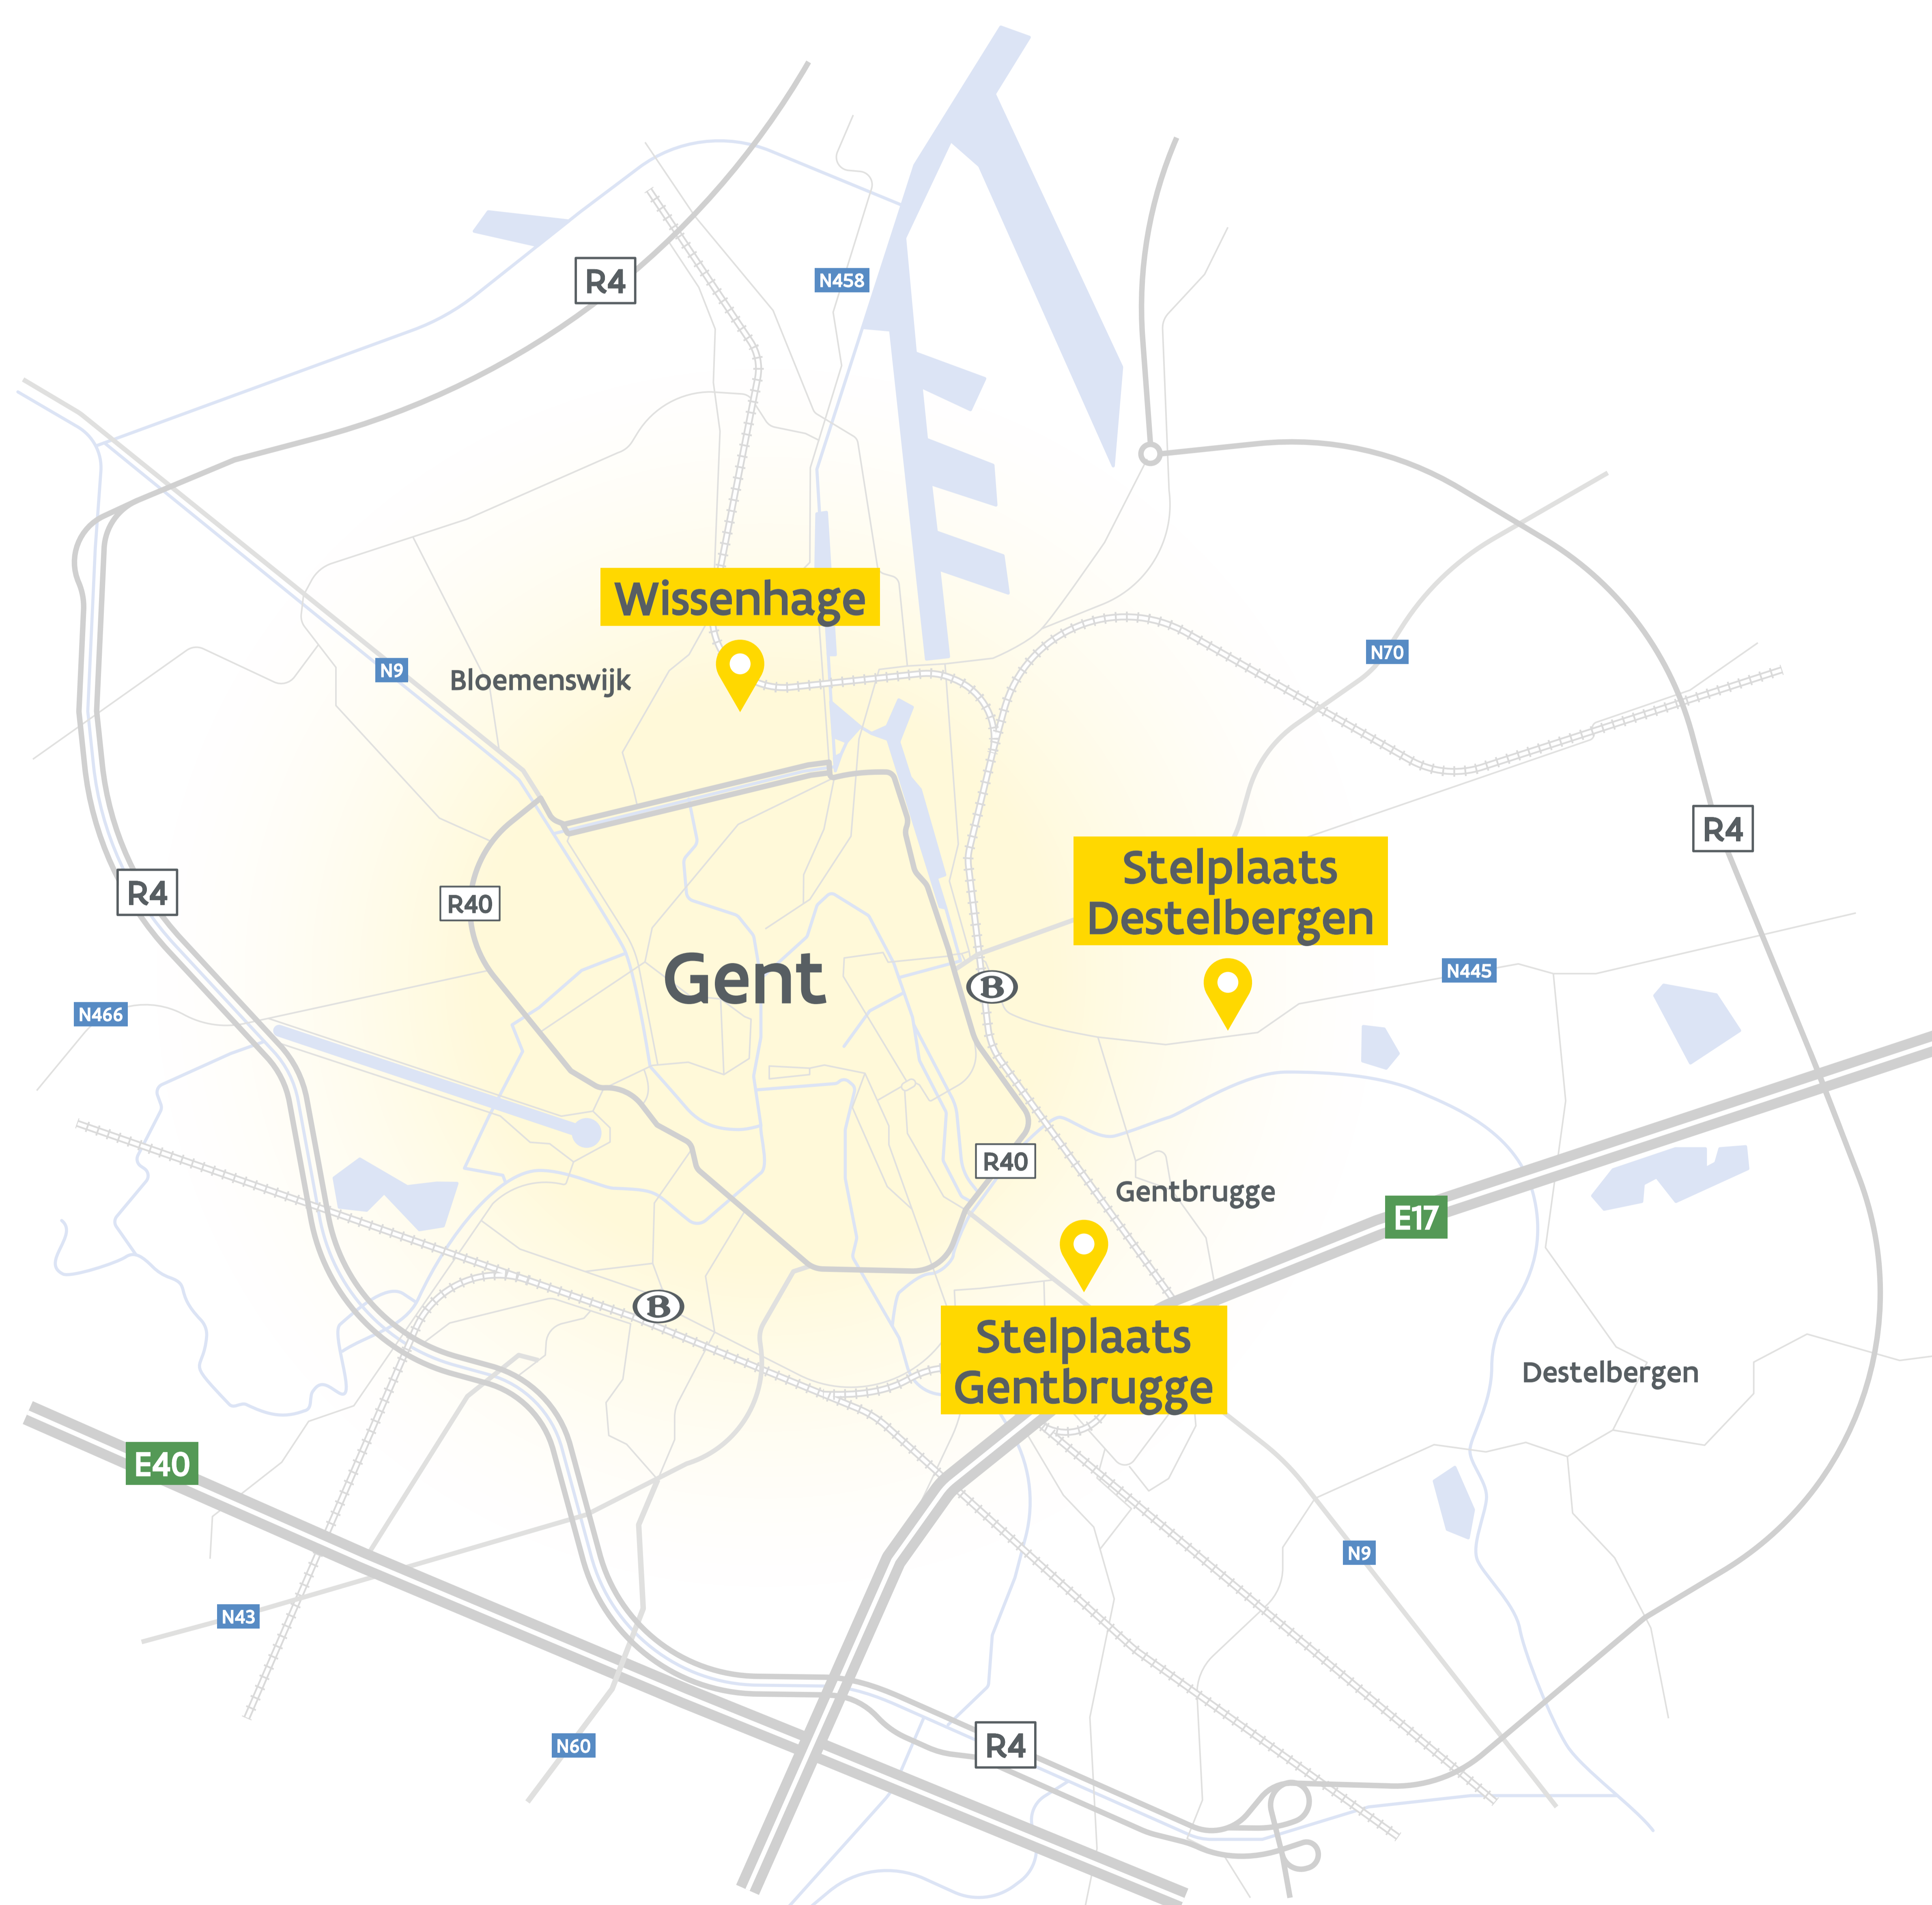 R4
N458
Wissenhage
N70
N9
Bloemenswijk
R4
Stelplaats
Destelbergen
R4
R40
Gent
N445
B
N466
R40
Gentbrugge
E17
B
Stelplaats
Gentbrugge
Destelbergen
E40
N9
N43
N60
R4